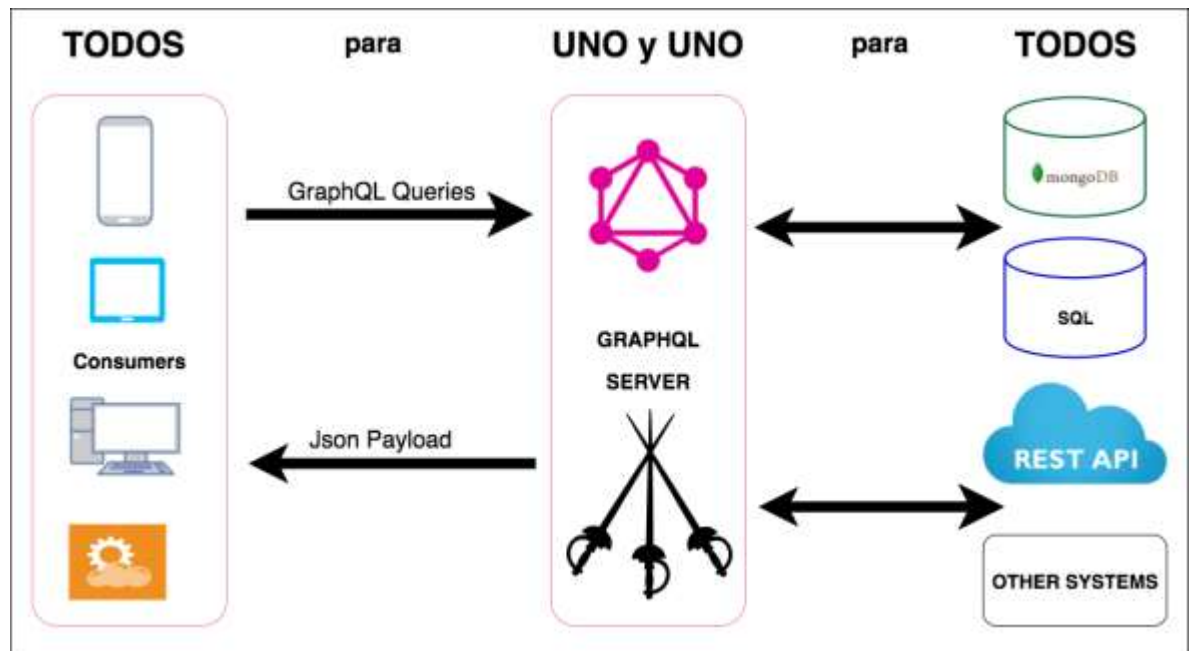 TODOS para UNO y UNO para TODOS
GraphQL Queries
Consumers
Json Payload
GRAPHQL
SERVER
mongoDB
SQL
REST API
OTHER SYSTEMS